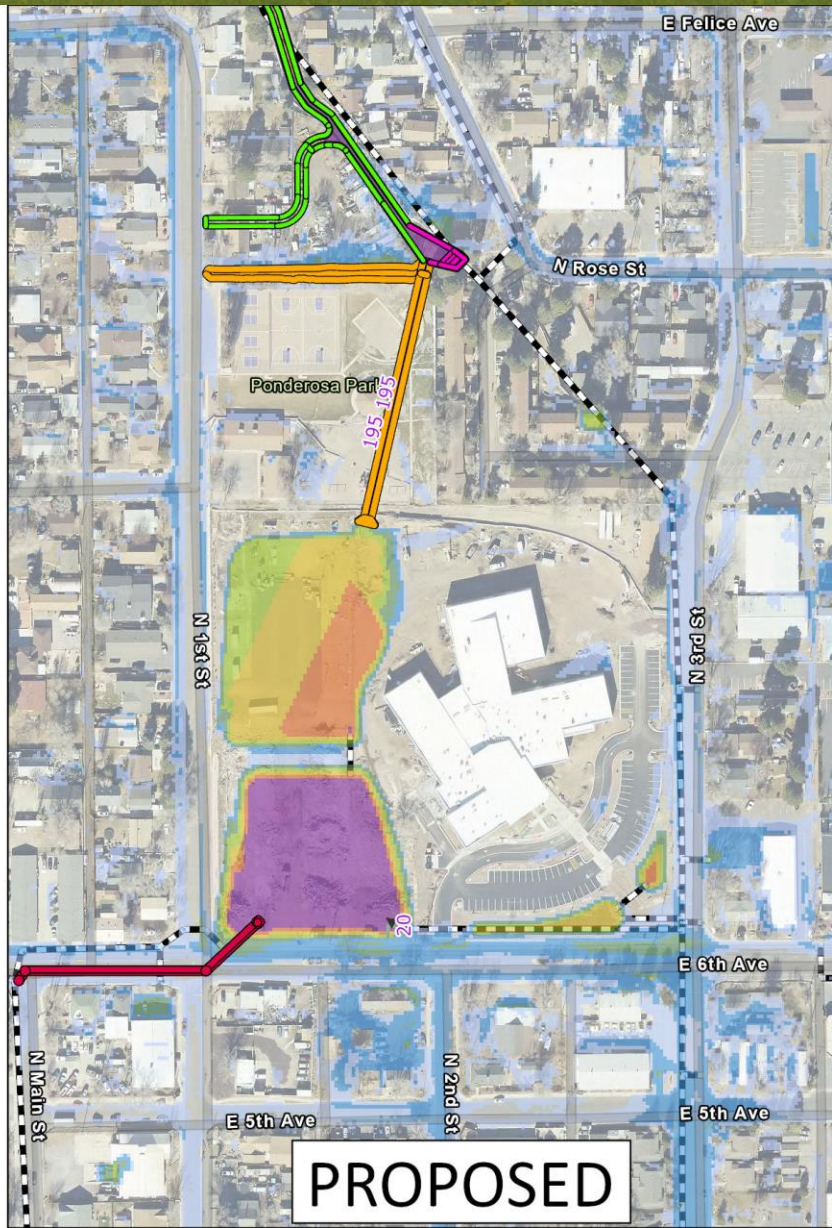 E Felice Ave
N Rose St
Ponderosa Park
195 195
N 1st St
N 3rd St
20
E 6th Ave
N Main St
N 2nd St
E 5th Ave
E 5th Ave
PROPOSED